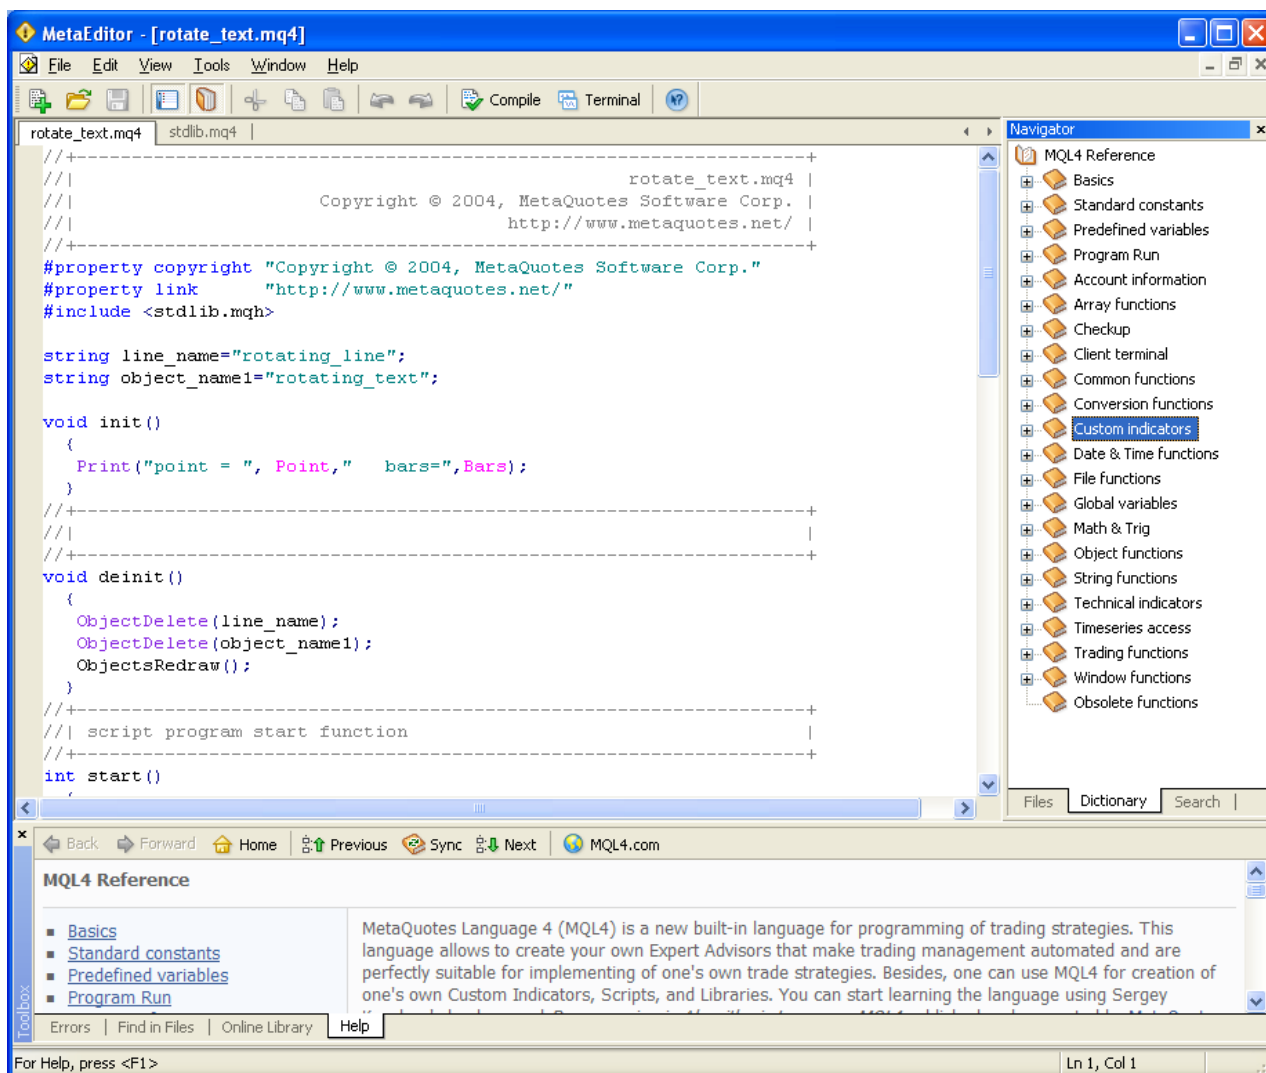 MetaEditor - [rotate_text.mq4]
File Edit View Tools Window Help
Compile Terminal
rotate_text.mq4 stdlib.mq4 |
//+------------------------------------------------------------------+
//| rotate_text.mq4 |
//| Copyright © 2004, MetaQuotes Software Corp. |
//| http://www.metaquotes.net/ |
//+------------------------------------------------------------------+
#property copyright "Copyright © 2004, MetaQuotes Software Corp."
#property link "http://www.metaquotes.net/"
#include <stdlib.mqh>
string line_name="rotating_line";
string object_name1="rotating_text";
void init()
{
Print("point = ", Point," bars=",Bars);
}
//+------------------------------------------------------------------+
//| |
//+------------------------------------------------------------------+
void deinit()
{
ObjectDelete(line_name);
ObjectDelete(object_name1);
ObjectsRedraw();
}
//+------------------------------------------------------------------+
//| script program start function |
//+------------------------------------------------------------------+
int start()
Navigator
MQL4 Reference
Basics
Standard constants
Predefined variables
Program Run
Account information
Array functions
Checkup
Client terminal
Common functions
Conversion functions
Custom indicators
Date & Time functions
File functions
Global variables
Math & Trig
Object functions
String functions
Technical indicators
Timeseries access
Trading functions
Window functions
Obsolete functions
Files Dictionary Search |
Back Forward Home Previous Sync Next MQL4.com
MQL4 Reference
Basics
Standard constants
Predefined variables
Program Run
MetaQuotes Language 4 (MQL4) is a new built-in language for programming of trading strategies. This
language allows to create your own Expert Advisors that make trading management automated and are
perfectly suitable for implementing of one's own trade strategies. Besides, one can use MQL4 for creation of
one's own Custom Indicators, Scripts, and Libraries. You can start learning the language using Sergey
Toolbox
Errors | Find in Files | Online Library Help
For Help, press <F1>
Ln 1, Col 1